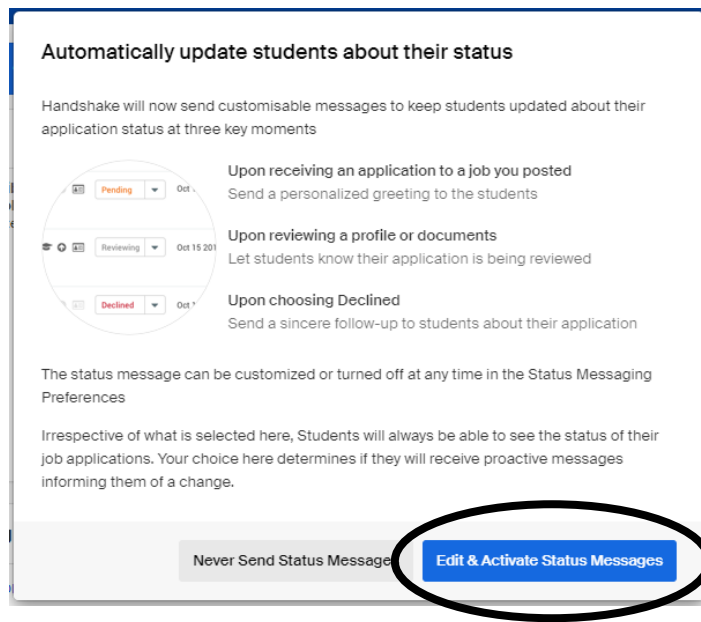 Automatically update students about their status
Handshake will now send customisable messages to keep students updated about their
application status at three key moments
Pending
Oct
Upon receiving an application to a job you posted
Send a personalized greeting to the students
Reviewing
Oct 15 201
Upon reviewing a profile or documents
Let students know their application is being reviewed
Declined
Oct
Upon choosing Declined
Send a sincere follow-up to students about their application
The status message can be customized or turned off at any time in the Status Messaging
Preferences
Irrespective of what is selected here, Students will always be able to see the status of their
job applications. Your choice here determines if they will receive proactive messages
informing them of a change.
Never Send Status Message
Edit & Activate Status Messages